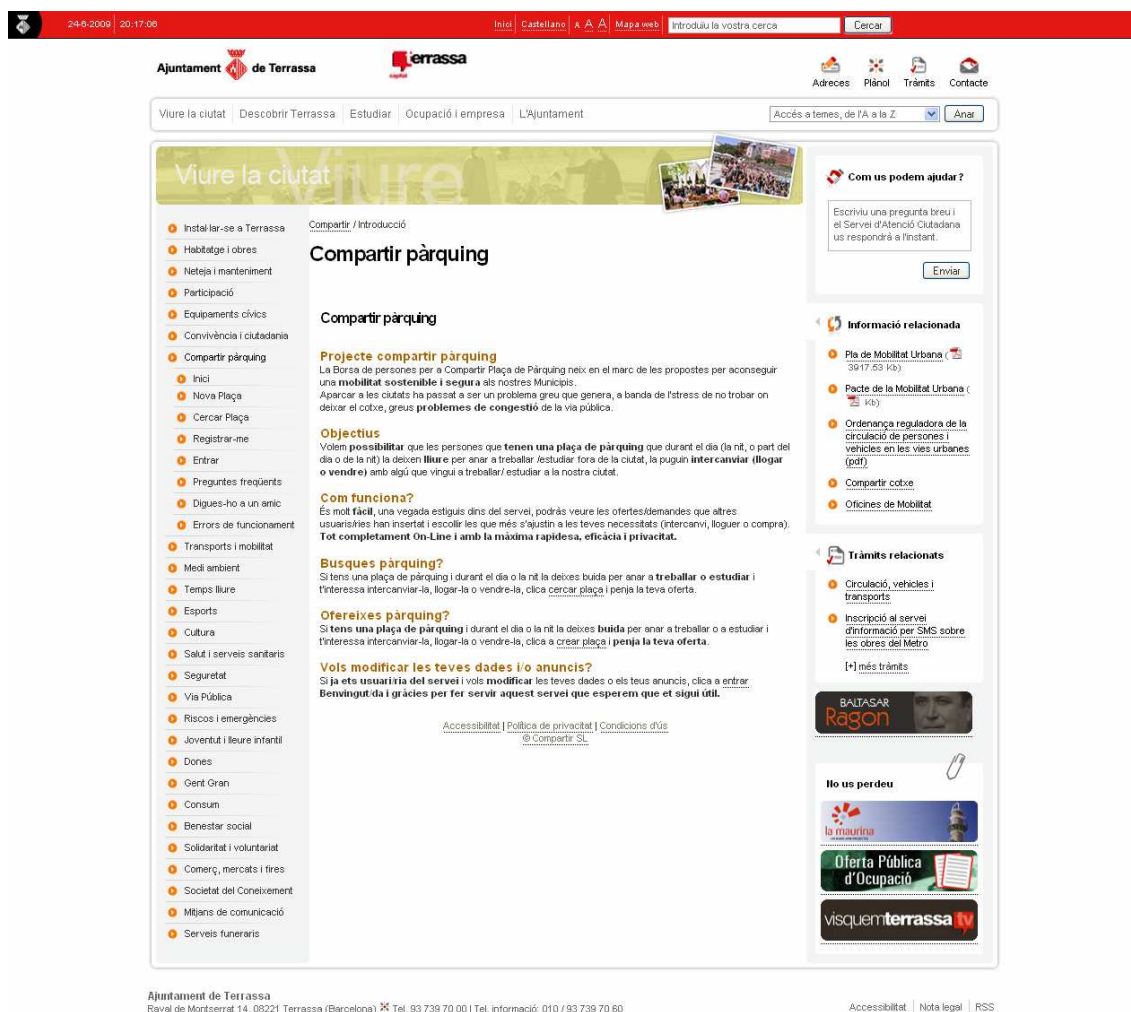 24-6-2009 20:17:06 Inici Castellano A A A Mapa web Introduïu la vostra cerca Cercar
Ajuntament de Terrassa
Terrassa
capital
Adreces Plànol Tràmits Contacte
Viure la ciutat Descobrir Terrassa Estudiar Ocupació i empresa L'Ajuntament
Accés a temes, de l'A a la Z Anar
Viure la ciutat
viure
Instal·lar-se a Terrassa
Habitatge i obres
Neteja i manteniment
Participació
Equipaments cívics
Convivència i ciutadania
Compartir pàrquing
Inici
Nova Plaça
Cercar Plaça
Registrar-me
Entrar
Preguntes freqüents
Digues-ho a un amic
Errors de funcionament
Transports i mobilitat
Medi ambient
Temps lliure
Esports
Cultura
Salut i serveis sanitaris
Seguretat
Via Pública
Riscos i emergències
Joventut i lleure infantil
Dones
Gent Gran
Consum
Benestar social
Solidaritat i voluntariat
Comerç, mercats i fires
Societat del Coneixement
Mitjans de comunicació
Serveis funeraris
Compartir / Introducció
Compartir pàrquing
Compartir pàrquing
Projecte compartir pàrquing
La Borsa de persones per a Compartir Plaça de Pàrquing neix en el marc de les propostes per aconseguir
una mobilitat sostenible i segura als nostres Municipis.
Aparcar a les ciutats ha passat a ser un problema greu que genera, a banda de l'stress de no trobar on
deixar el cotxe, greus problemes de congestió de la via pública.
Objectius
Volem possibilitar que les persones que tenen una plaça de pàrquing que durant el dia (la nit, o part del
dia o de la nit) la deixen lliure per anar a treballar /estudiar fora de la ciutat, la puguin intercanviar (llogar
o vendre) amb algú que vingui a treballar/ estudiar a la nostra ciutat.
Com funciona?
És molt fàcil, una vegada estiguis dins del servei, podràs veure les ofertes/demandes que altres
usuaris/ries han insertat i escollir les que més s'ajustin a les teves necessitats (intercanvi, lloguer o compra).
Tot completament On-Line i amb la màxima rapidesa, eficàcia i privacitat.
Busques pàrquing?
Si tens una plaça de pàrquing i durant el dia o la nit la deixes buida per anar a treballar o estudiar i
t'interessa intercanviar-la, llogar-la o vendre-la, clica cercar plaça i penja la teva oferta.
Ofereixes pàrquing?
Si tens una plaça de pàrquing i durant el dia o la nit la deixes buida per anar a treballar o a estudiar i
t'interessa intercanviar-la, llogar-la o vendre-la, clica a crear plaça i penja la teva oferta.
Vols modificar les teves dades i/o anuncis?
Si ja ets usuari/ria del servei i vols modificar les teves dades o els teus anuncis, clica a entrar
Benvingut/da i gràcies per fer servir aquest servei que esperem que et sigui útil.
Accessibilitat | Política de privacitat | Condicions d'ús
© Compartir SL
Com us podem ajudar?
Escriviu una pregunta breu i
el Servei d'Atenció Ciutadana
us respondrà a l'instant.
Enviar
Informació relacionada
Pla de Mobilitat Urbana (
3917.53 Kb)
Pacte de la Mobilitat Urbana (
Kb)
Ordenança reguladora de la
circulació de persones i
vehicles en les vies urbanes
(pdf)
Compartir cotxe
Oficines de Mobilitat
Tràmits relacionats
Circulació, vehicles i
transports
Inscripció al servei
d'informació per SMS sobre
les obres del Metro
[+] més tràmits
BALTASAR
Ragon
No us perdeu
la maurina
Oferta Pública
d'Ocupació
visquemterrassa tv
Ajuntament de Terrassa
Raval de Montserrat 14, 08221 Terrassa (Barcelona) Tel. 93 739 70 00 | Tel. informació: 010 / 93 739 70 60
Accessibilitat Nota legal RSS